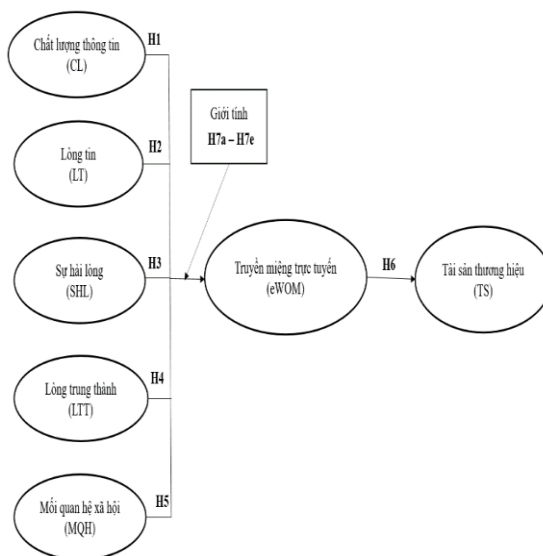 Chất lượng thông tin
(CL)
H1
Giới tính
H7a – H7e
Lòng tin
(LT)
H2
Sự hài lòng
(SHL)
H3
Truyền miệng trực tuyến
(eWOM)
H6
Tài sản thương hiệu
(TS)
Lòng trung thành
(LTT)
H4
Mối quan hệ xã hội
(MQH)
H5